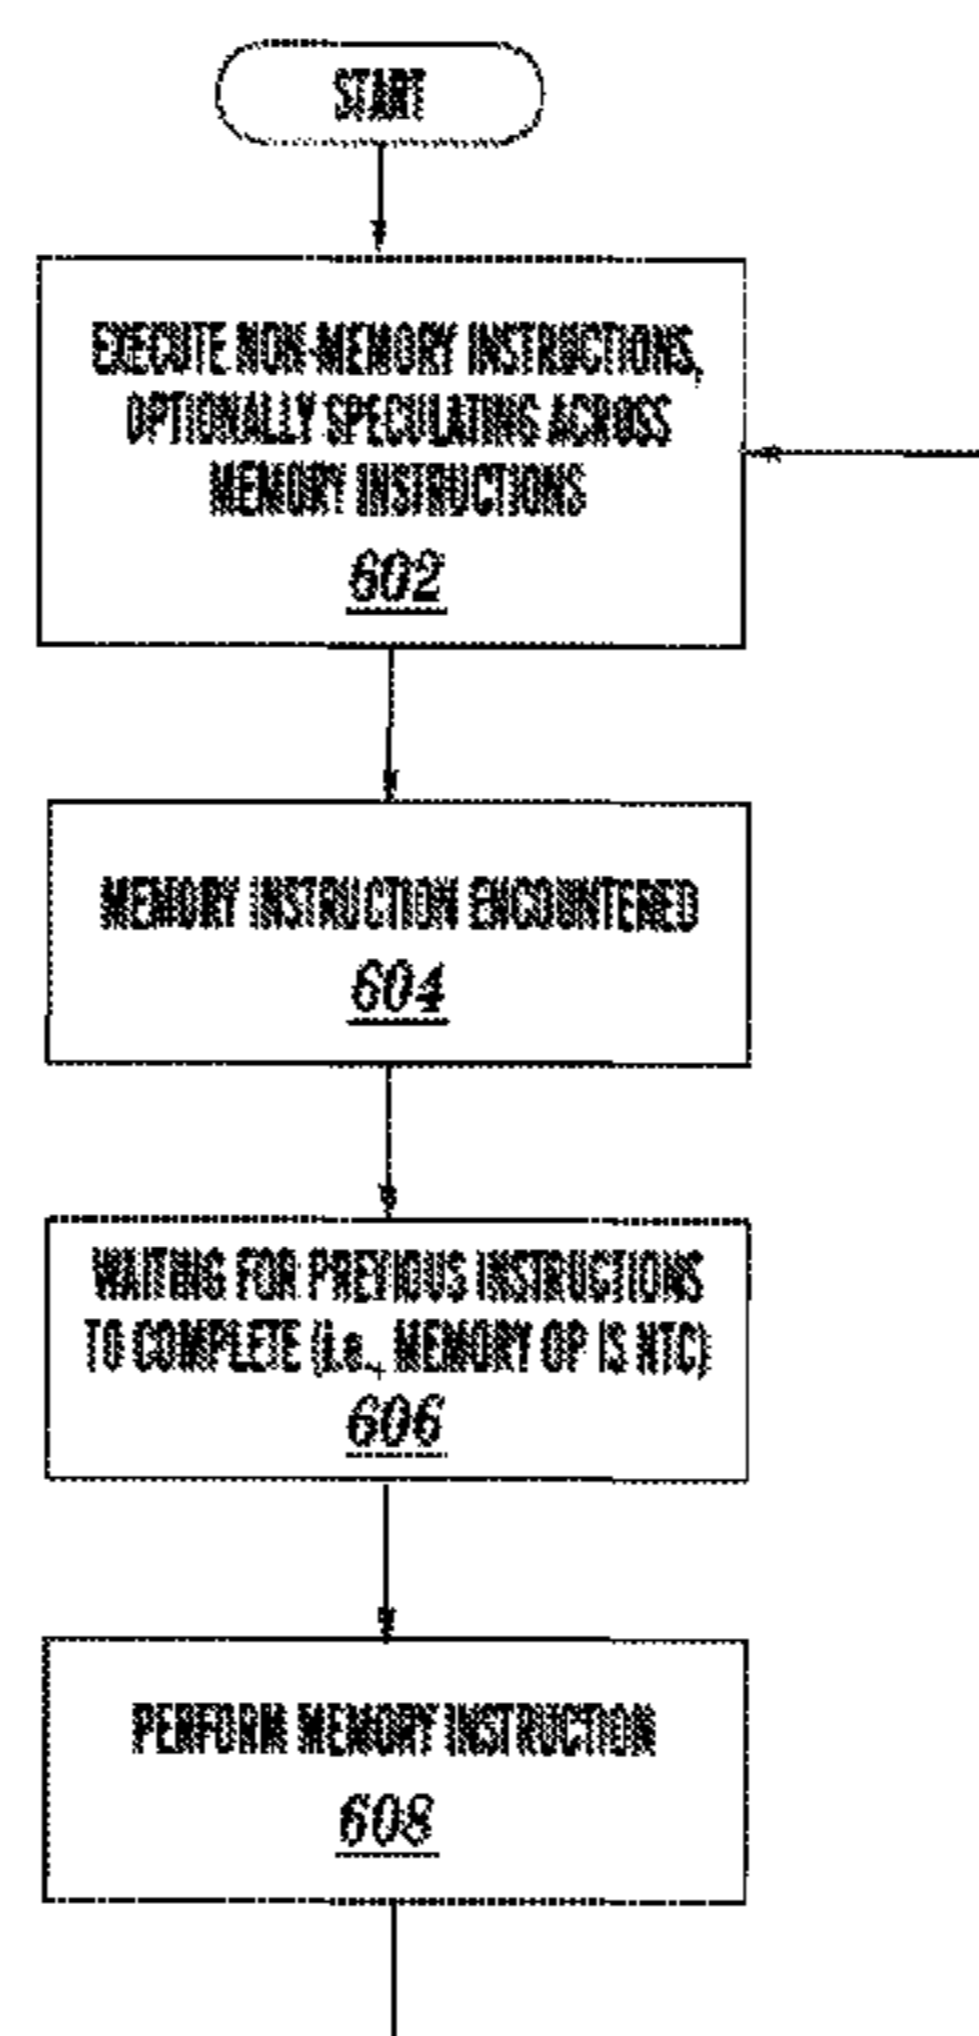 START
EXECUTE NON-MEMORY INSTRUCTIONS,
OPTIONALLY SPECULATING ACROSS
MEMORY INSTRUCTIONS
602
MEMORY INSTRUCTION ENCOUNTERED
604
WAITING FOR PREVIOUS INSTRUCTIONS
TO COMPLETE (i.e., MEMORY OP IS NTC)
606
PERFORM MEMORY INSTRUCTION
608